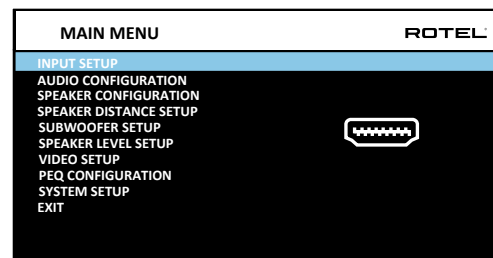 MAIN MENU
ROTEL
INPUT SETUP
AUDIO CONFIGURATION
SPEAKER CONFIGURATION
SPEAKER DISTANCE SETUP
SUBWOOFER SETUP
SPEAKER LEVEL SETUP
VIDEO SETUP
PEQ CONFIGURATION
SYSTEM SETUP
EXIT